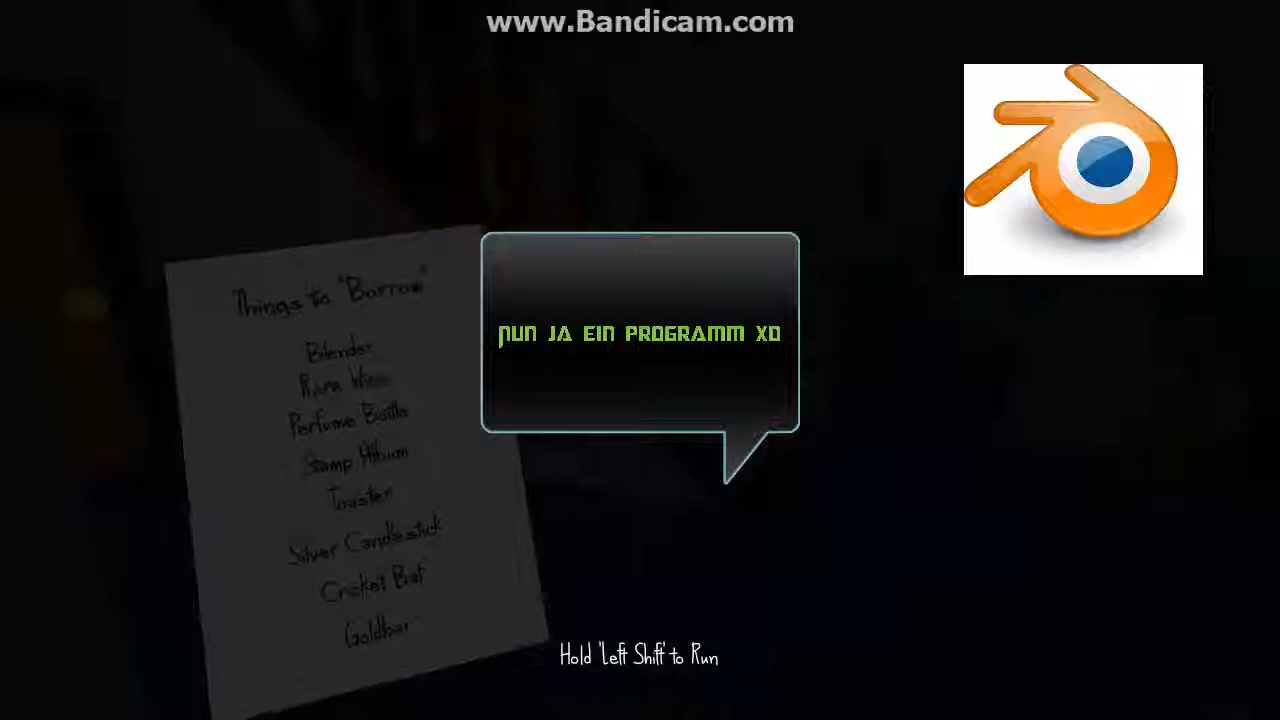 www.Bandicam.com
Things to "Borrow"
Blender
Rare Wine
Perfume Bottle
Stamp Album
Toaster
Silver Candlestick
Cricket Bat
Goldbar
NUN JA EIN PROGRAMM XD
Hold 'Left Shift' to Run